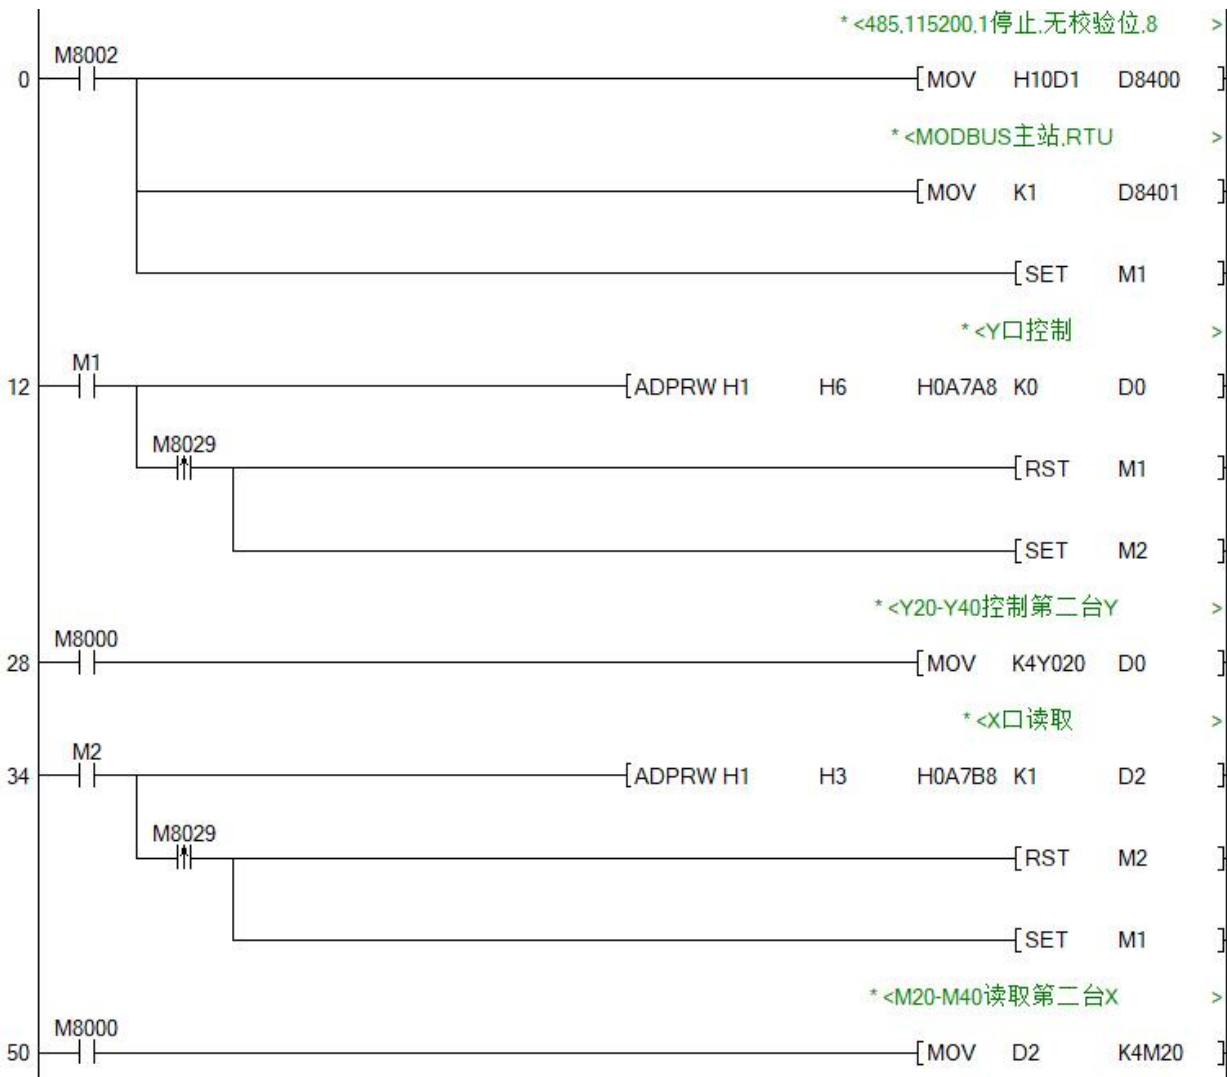 *<485,115200,1停止,无校验位,8 >
M8002
0 [MOV H10D1 D8400 ]
*<MODBUS主站,RTU >
[MOV K1 D8401 ]
[SET M1 ]
*<Y口控制 >
M1
12 [ADPRW H1 H6 H0A7A8 K0 D0 ]
M8029
[RST M1 ]
[SET M2 ]
*<Y20-Y40控制第二台Y >
M8000
28 [MOV K4Y020 D0 ]
*<X口读取 >
M2
34 [ADPRW H1 H3 H0A7B8 K1 D2 ]
M8029
[RST M2 ]
[SET M1 ]
*<M20-M40读取第二台X >
M8000
50 [MOV D2 K4M20 ]